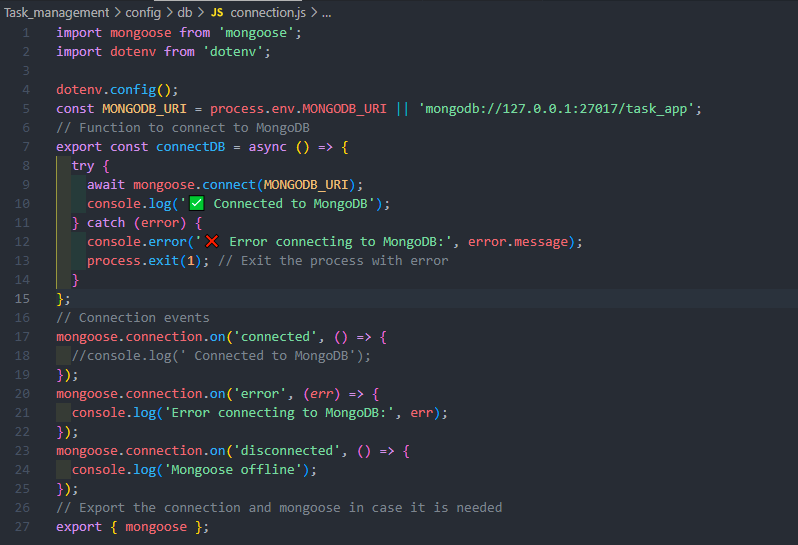 Task_management > config > db > JS connection.js > ...
1 import mongoose from 'mongoose';
2 import dotenv from 'dotenv';
3
4 dotenv.config();
5 const MONGODB_URI = process.env.MONGODB_URI || 'mongodb://127.0.0.1:27017/task_app';
6 // Function to connect to MongoDB
7 export const connectDB = async () => {
8   try {
9     await mongoose.connect(MONGODB_URI);
10     console.log('✅ Connected to MongoDB');
11   } catch (error) {
12     console.error('❌ Error connecting to MongoDB:', error.message);
13     process.exit(1); // Exit the process with error
14   }
15 };
16 // Connection events
17 mongoose.connection.on('connected', () => {
18   //console.log(' Connected to MongoDB');
19 });
20 mongoose.connection.on('error', (err) => {
21   console.log('Error connecting to MongoDB:', err);
22 });
23 mongoose.connection.on('disconnected', () => {
24   console.log('Mongoose offline');
25 });
26 // Export the connection and mongoose in case it is needed
27 export { mongoose };